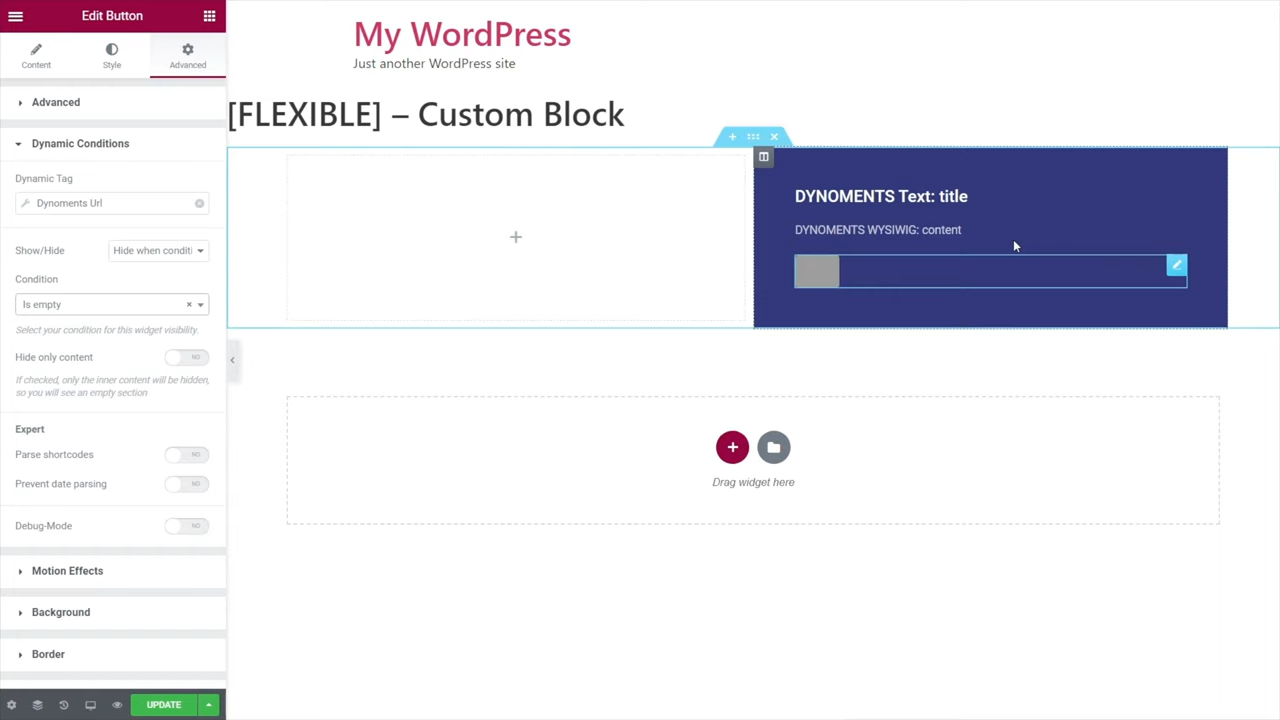 Edit Button
Content
Style
Advanced
Advanced
Dynamic Conditions
Dynamic Tag
Dynoments Url
Show/Hide
Hide when conditi
Condition
Is empty
Select your condition for this widget visibility.
Hide only content
NO
If checked, only the inner content will be hidden,
so you will see an empty section
Expert
Parse shortcodes
NO
Prevent date parsing
NO
Debug-Mode
NO
Motion Effects
Background
Border
UPDATE
My WordPress
Just another WordPress site
[FLEXIBLE] – Custom Block
DYNOMENTS Text: title
DYNOMENTS WYSIWIG: content
Drag widget here